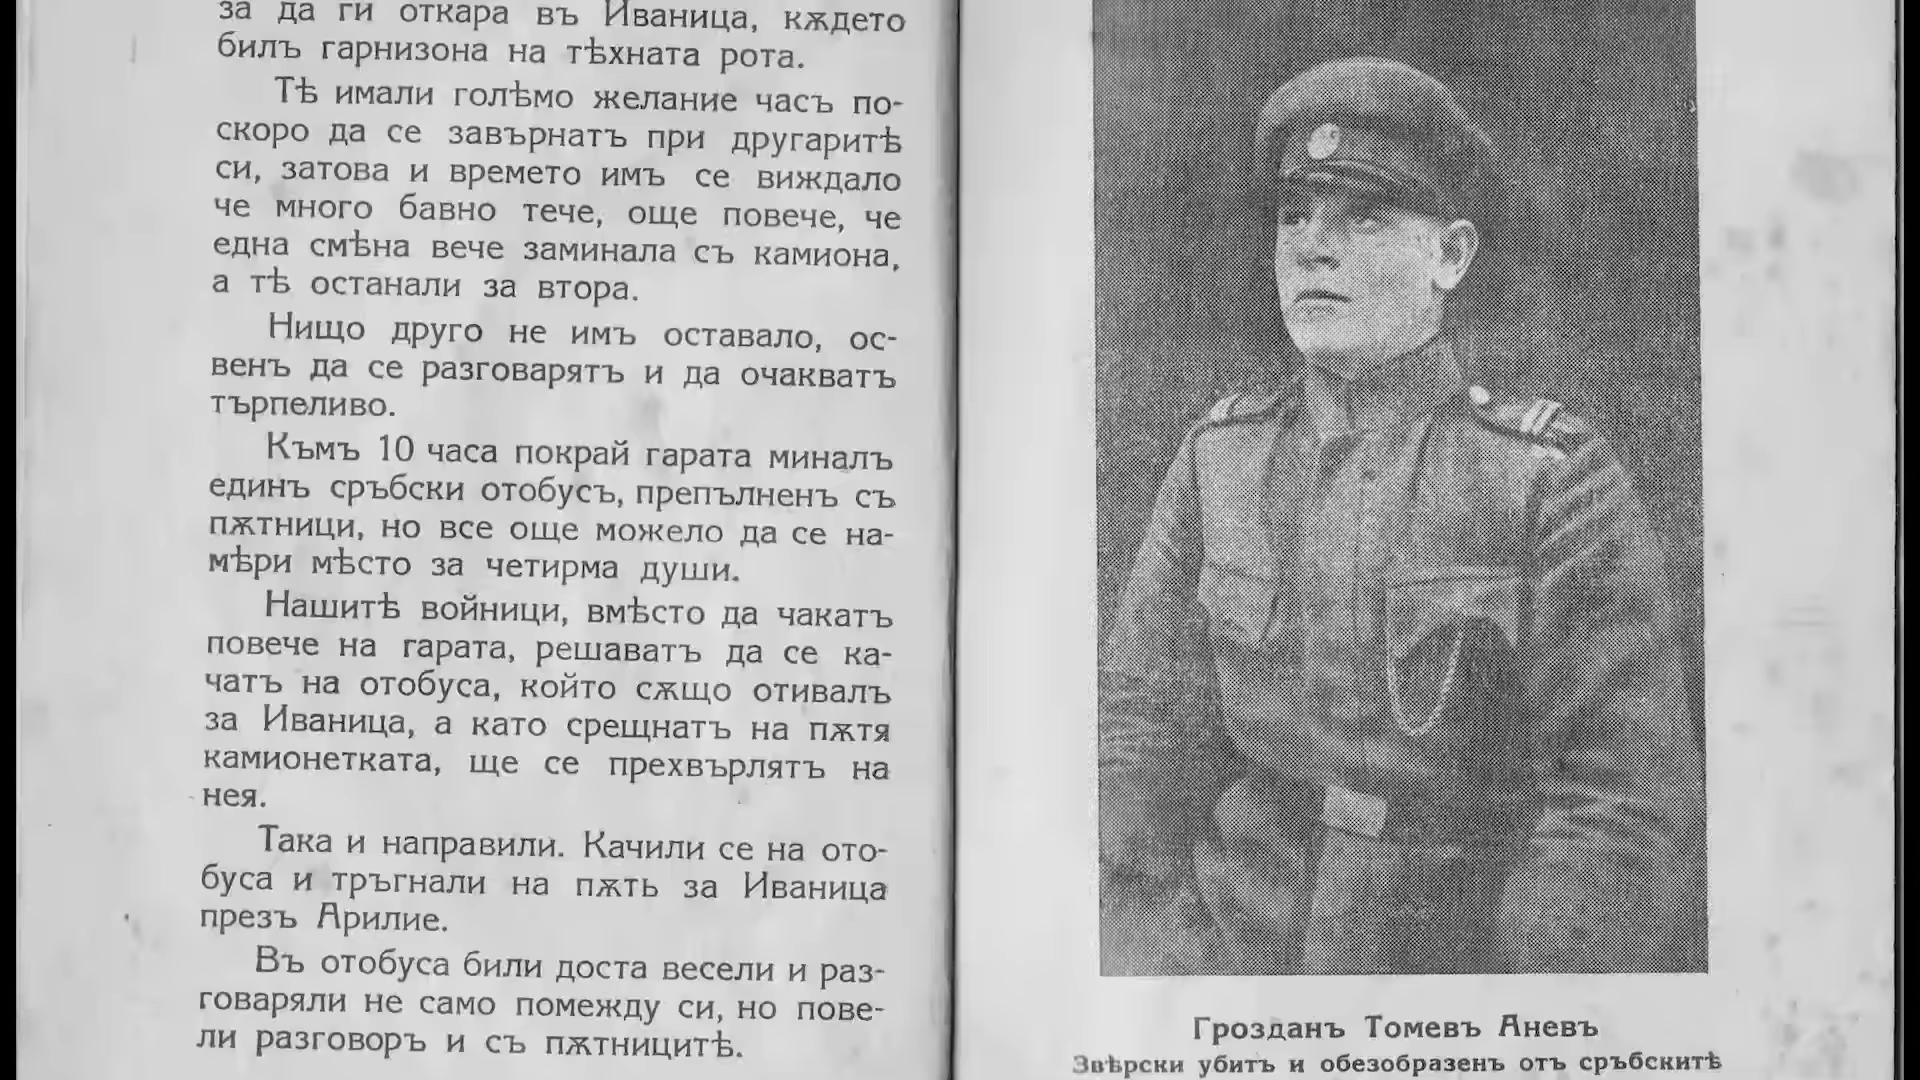 за да ги откара въ Иваница, кѫдето
билъ гарнизона на тѣхната рота.
Тѣ имали голѣмо желание часъ по-
скоро да се завърнатъ при другаритѣ
си, затова и времето имъ се виждало
че много бавно тече, още повече, че
една смѣна вече заминала съ камиона,
а тѣ останали за втора.
Нищо друго не имъ оставало, ос-
венъ да се разговарятъ и да очакватъ
търпеливо.
Къмъ 10 часа покрай гарата миналъ
единъ сръбски отобусъ, препълненъ съ
пѫтници, но все още можело да се на-
мѣри мѣсто за четирма души.
Нашитѣ войници, вмѣсто да чакатъ
повече на гарата, решаватъ да се ка-
чатъ на отобуса, който сѫщо отивалъ
за Иваница, а като срещнатъ на пѫтя
камионетката, ще се прехвърлятъ на
нея.
Така и направили. Качили се на ото-
буса и тръгнали на пѫть за Иваница
презъ Арилие.
Въ отобуса били доста весели и раз-
говаряли не само помежду си, но пове-
ли разговоръ и съ пѫтницитѣ.
Грозданъ Томевъ Аневъ
Звѣрски убитъ и обезобразенъ отъ сръбскитѣ